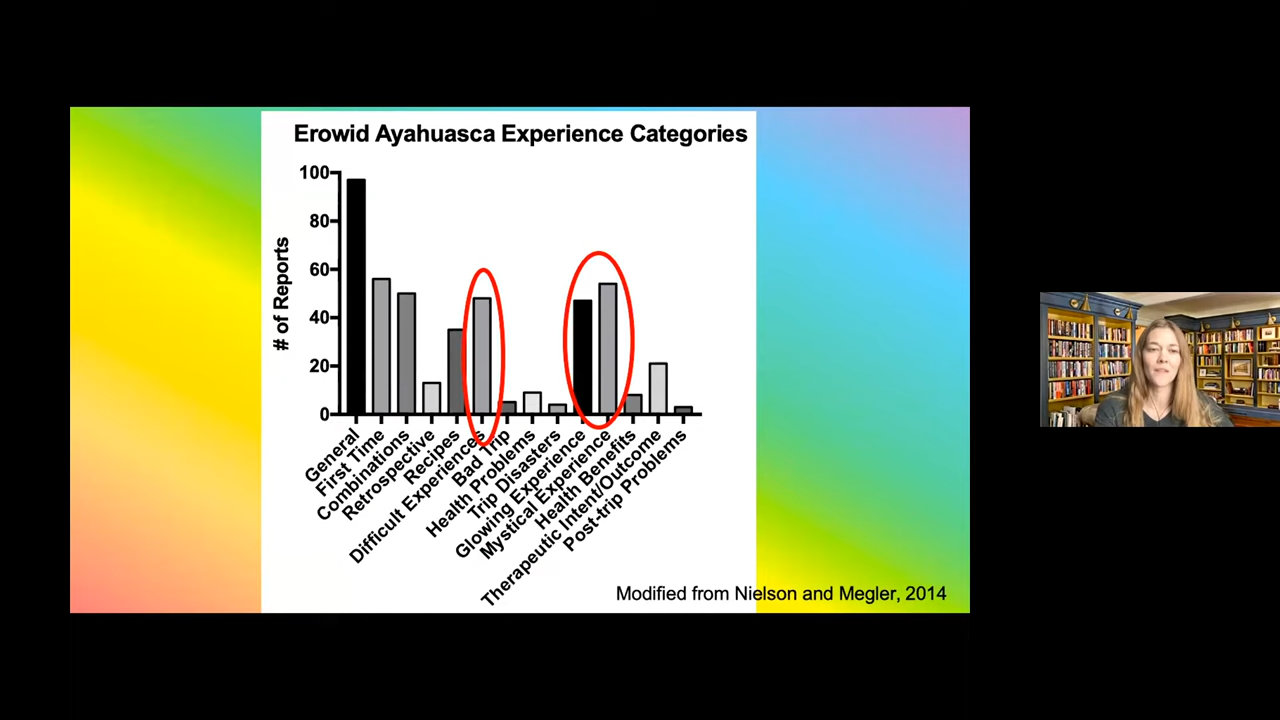 Erowid Ayahuasca Experience Categories
# of Reports
100
80
60
40
20
0
General
First Time
Combinations
Retrospective
Recipes
Difficult Experiences
Bad Trip
Health Problems
Trip Disasters
Glowing Experience
Mystical Experience
Health Benefits
Therapeutic Intent/Outcome
Post-trip Problems
Modified from Nielson and Megler, 2014